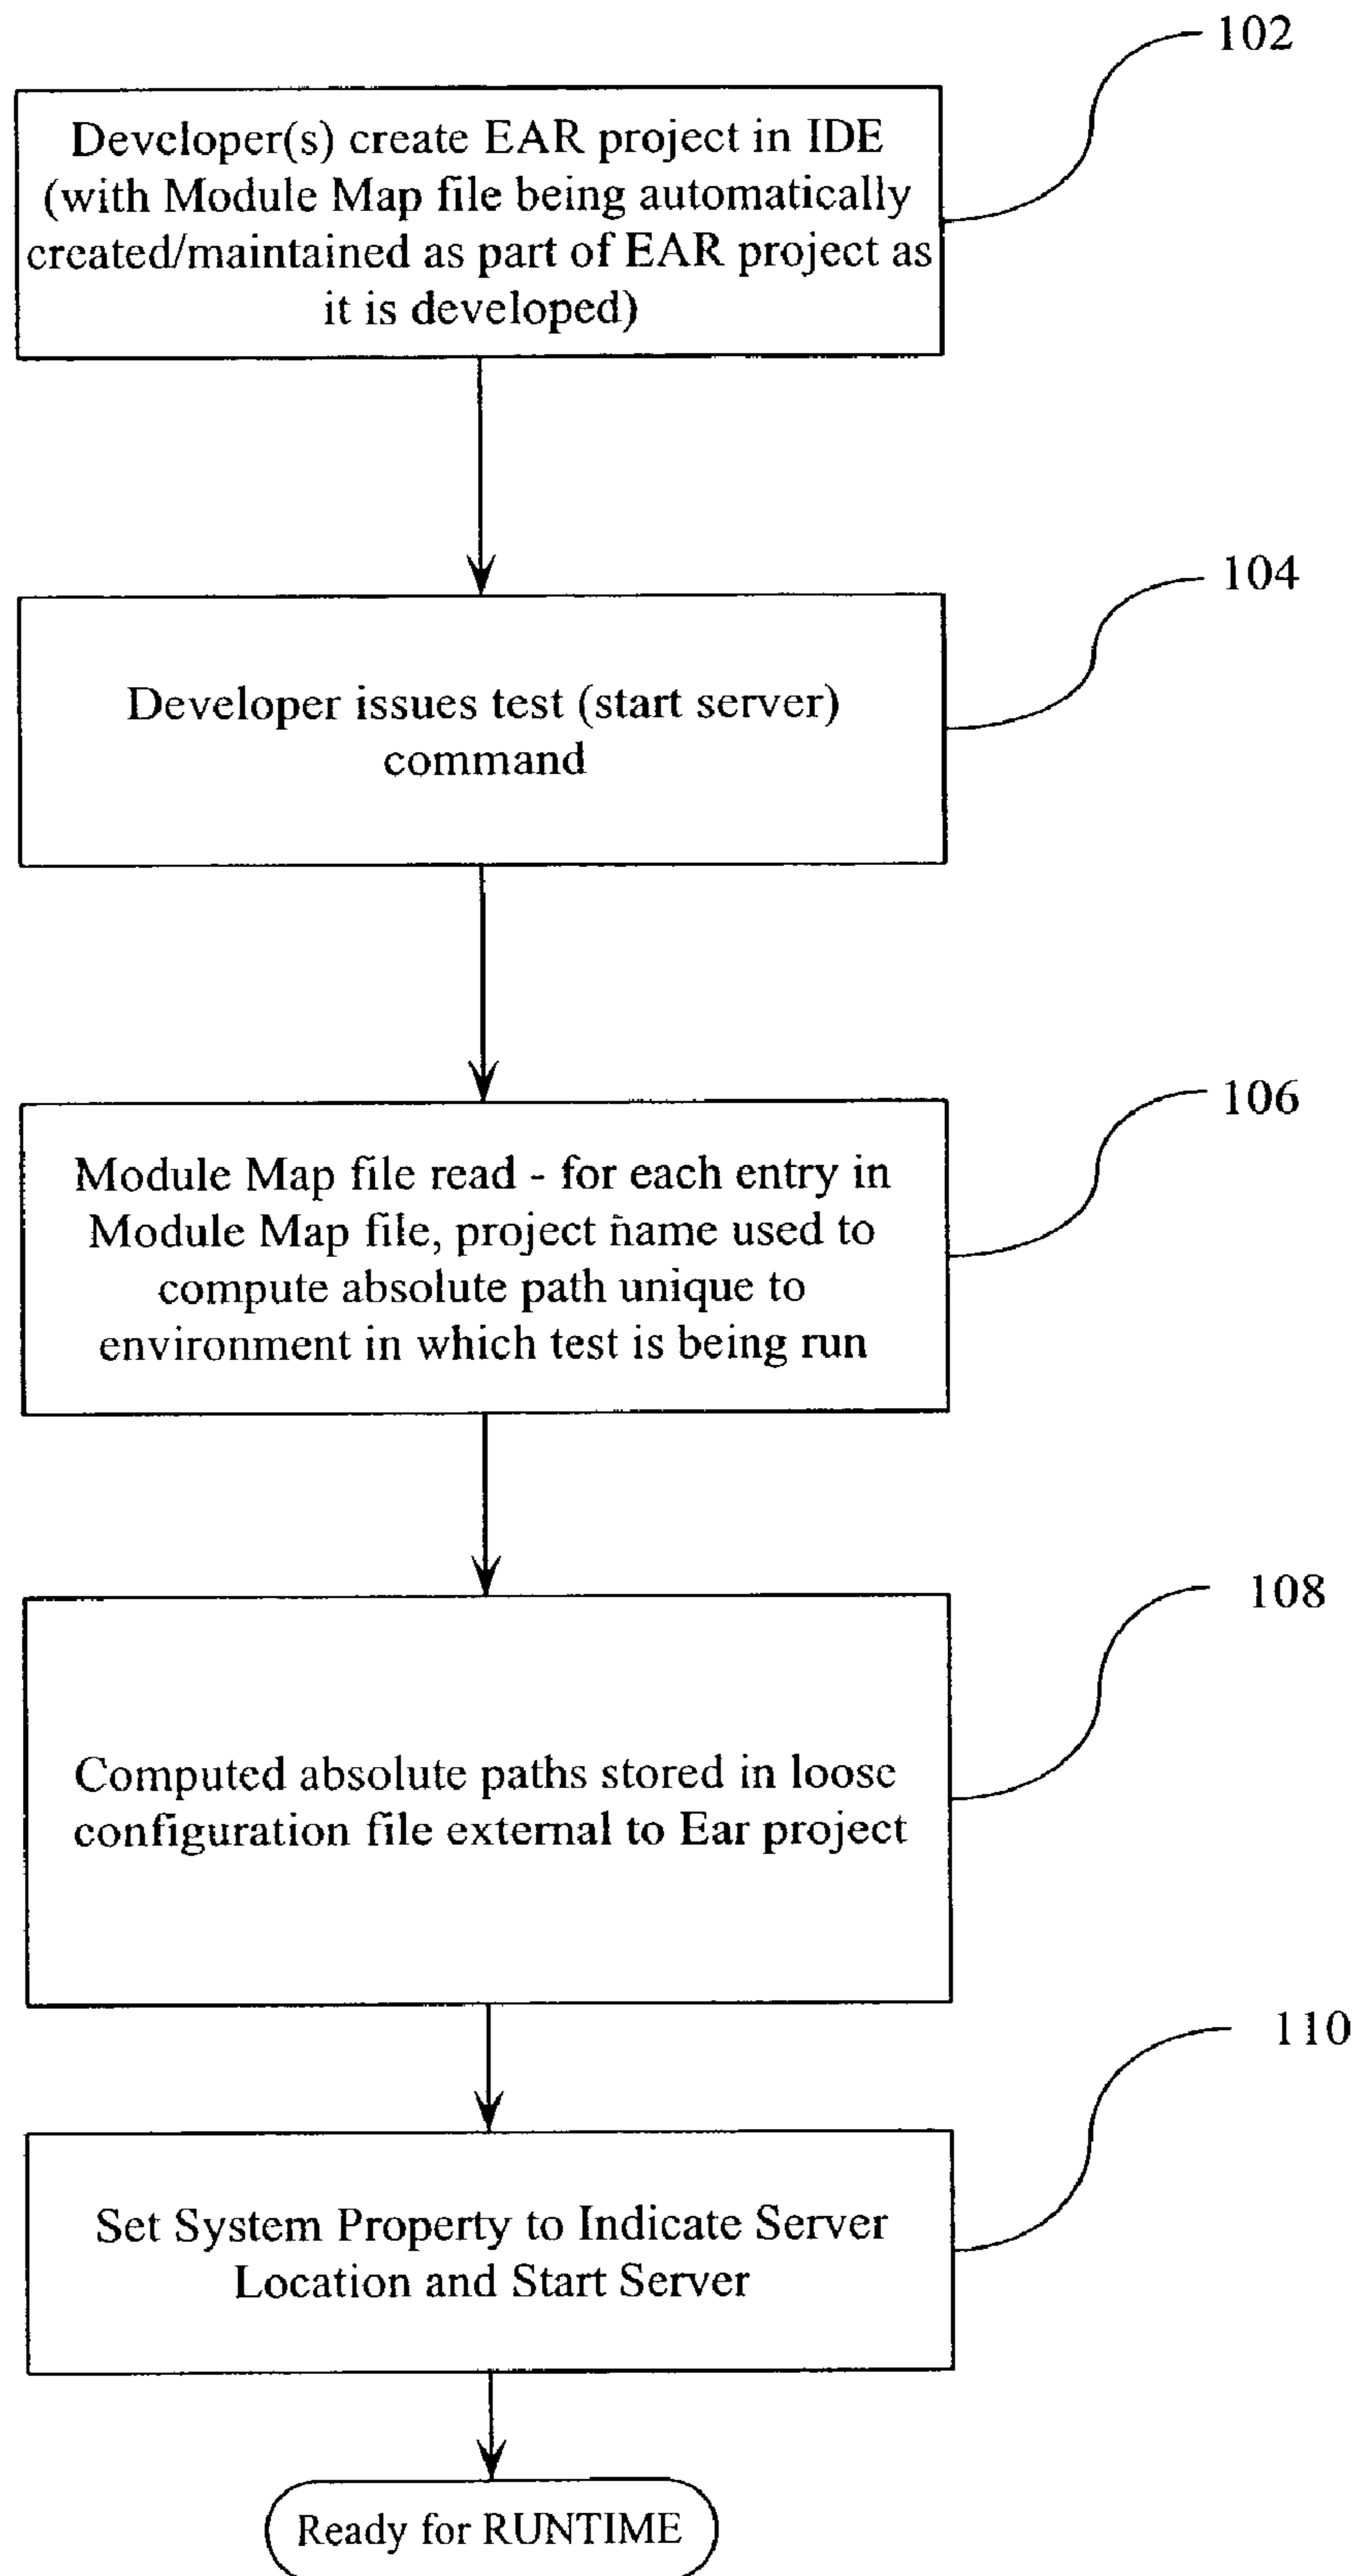 102
Developer(s) create EAR project in IDE
(with Module Map file being automatically
created/maintained as part of EAR project as
it is developed)
104
Developer issues test (start server)
command
106
Module Map file read - for each entry in
Module Map file, project name used to
compute absolute path unique to
environment in which test is being run
108
Computed absolute paths stored in loose
configuration file external to Ear project
110
Set System Property to Indicate Server
Location and Start Server
Ready for RUNTIME